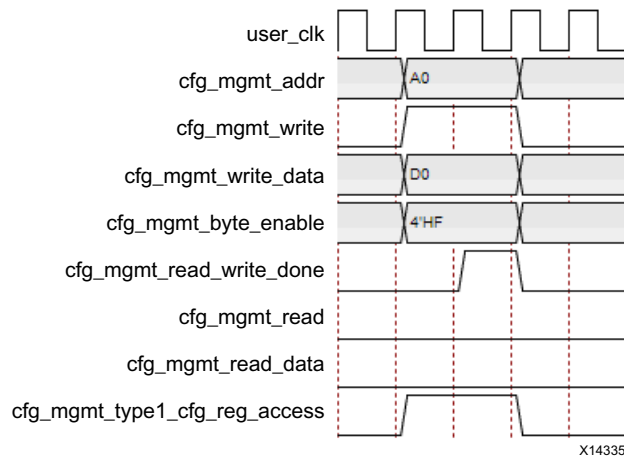 user_clk
cfg_mgmt_addr A0
cfg_mgmt_write
cfg_mgmt_write_data D0
cfg_mgmt_byte_enable 4'HF
cfg_mgmt_read_write_done
cfg_mgmt_read
cfg_mgmt_read_data
cfg_mgmt_type1_cfg_reg_access
X14335